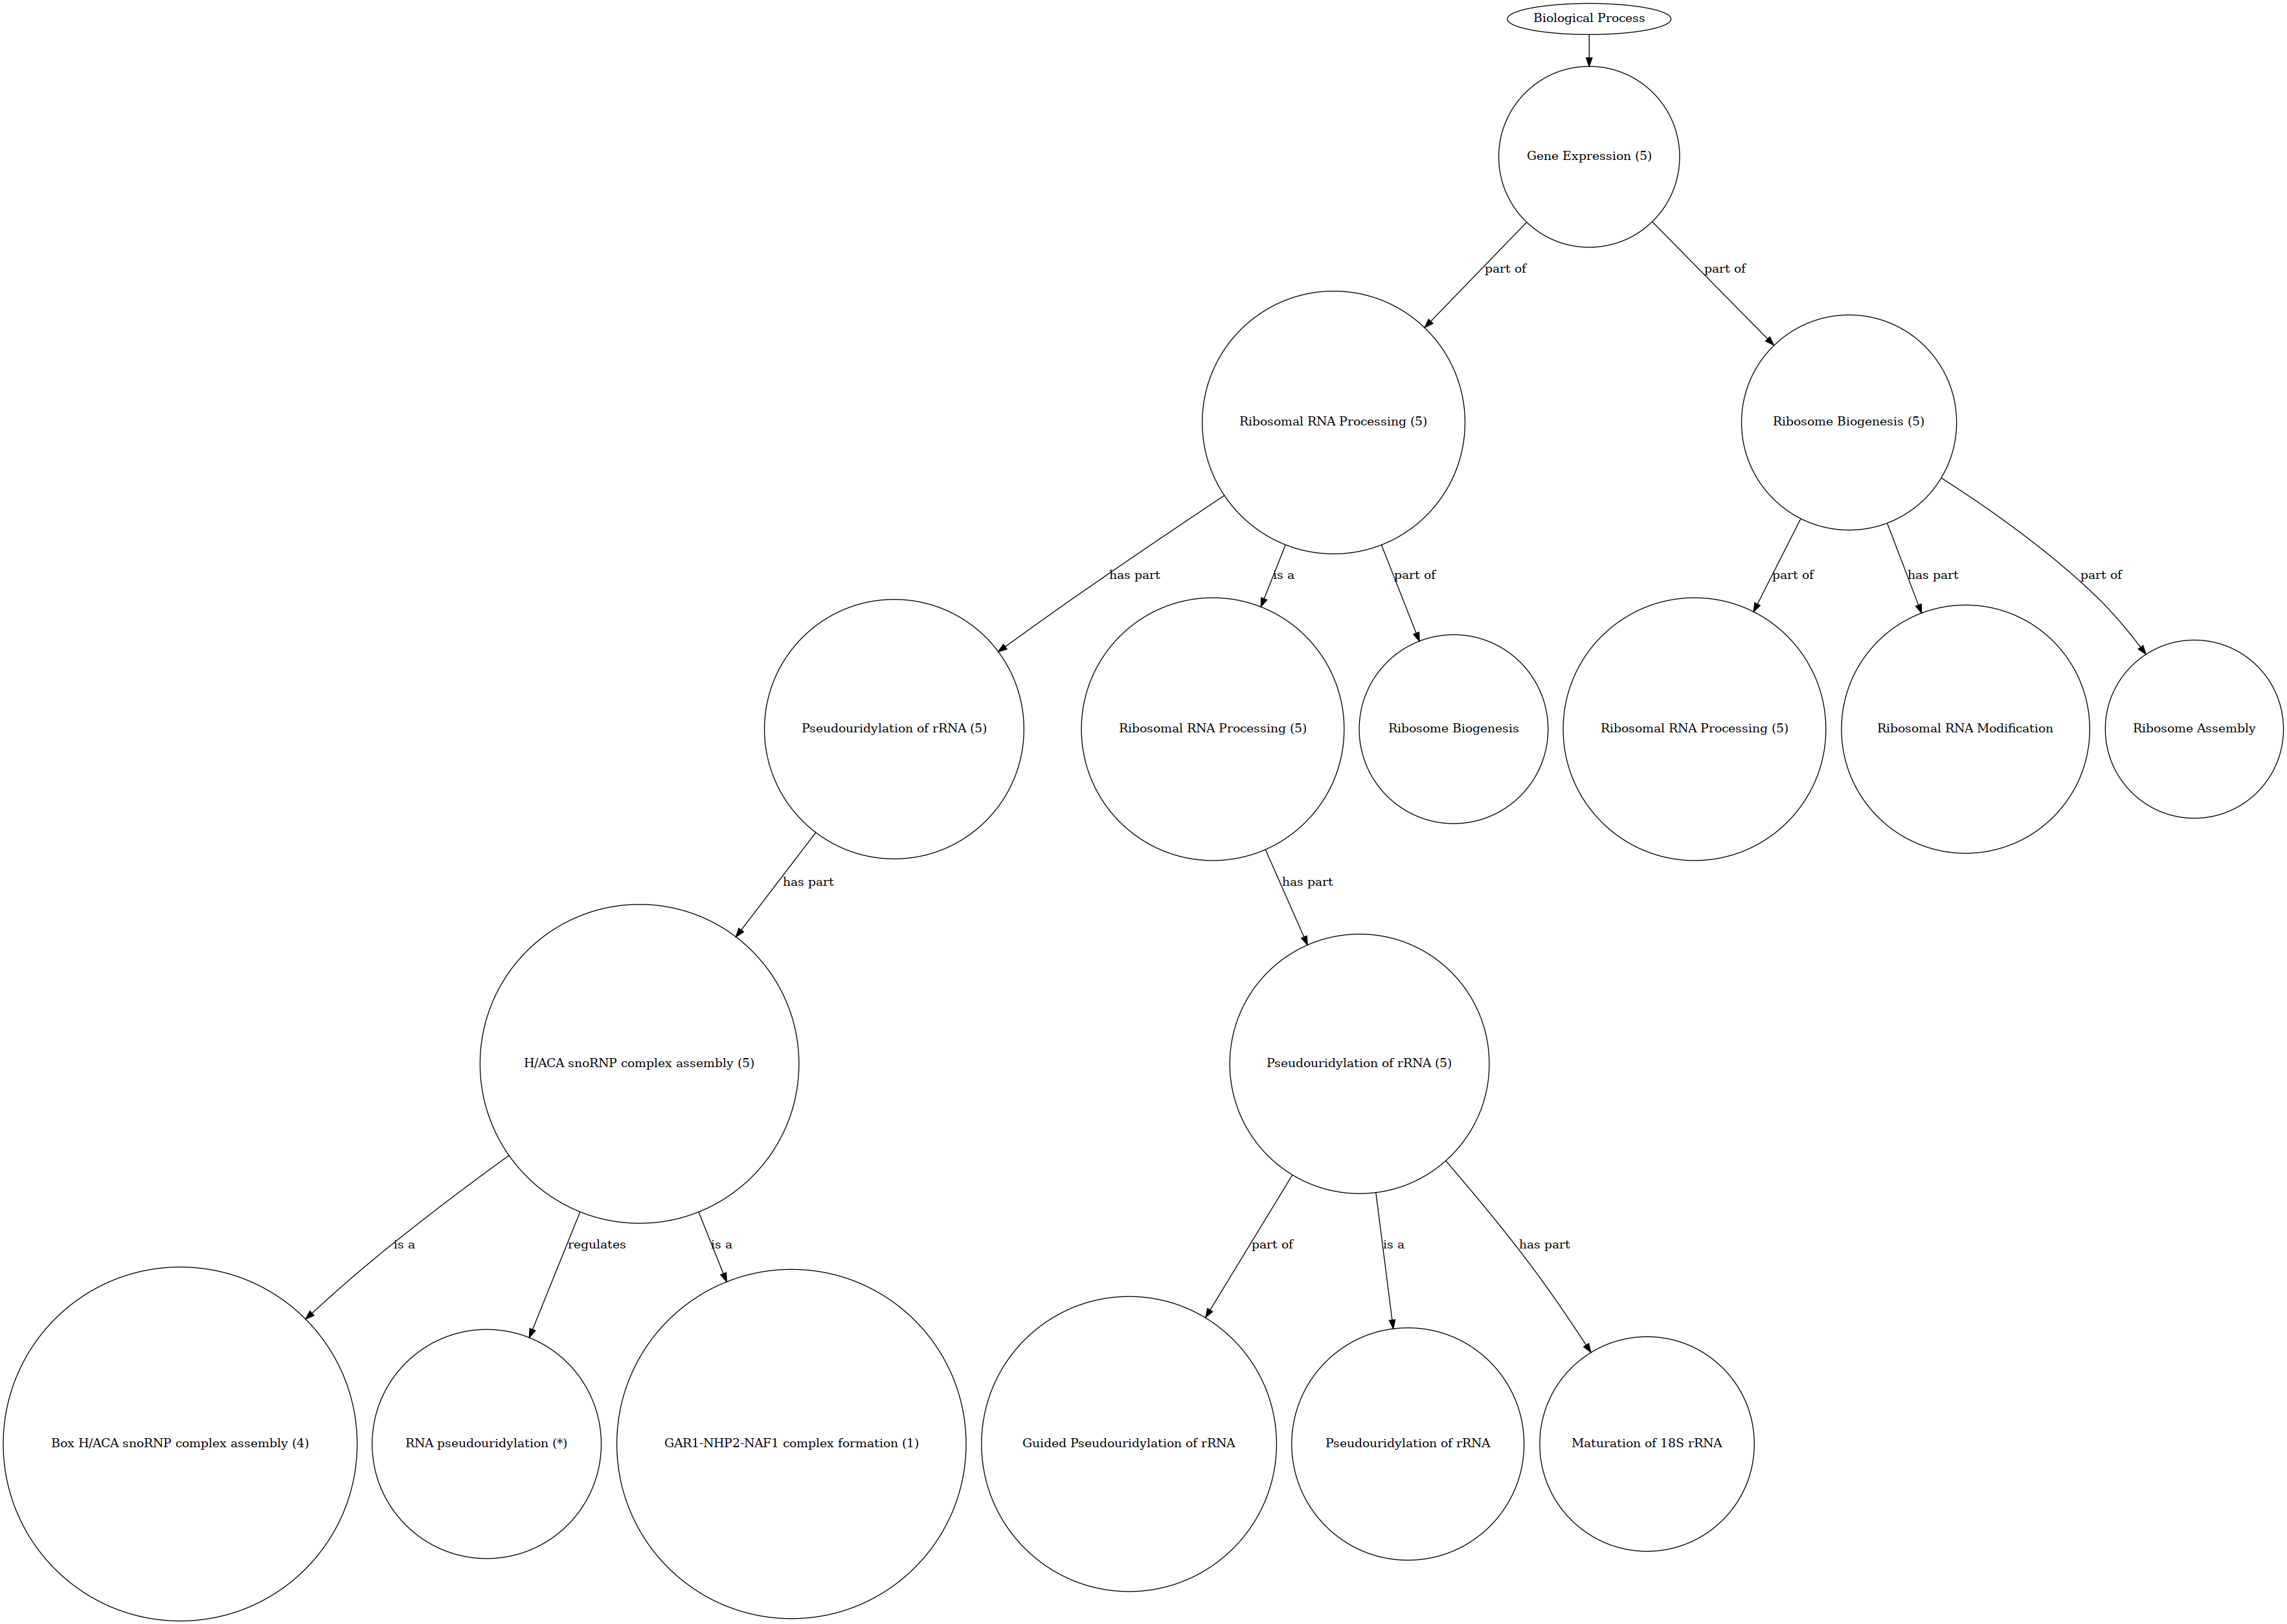 Biological Process
Gene Expression (5)
part of
part of
Ribosomal RNA Processing (5)
Ribosome Biogenesis (5)
has part
is a
part of
part of
has part
part of
Pseudouridylation of rRNA (5)
Ribosomal RNA Processing (5)
Ribosome Biogenesis
Ribosomal RNA Processing (5)
Ribosomal RNA Modification
Ribosome Assembly
has part
has part
H/ACA snoRNP complex assembly (5)
Pseudouridylation of rRNA (5)
is a
regulates
is a
part of
is a
has part
Box H/ACA snoRNP complex assembly (4)
RNA pseudouridylation (*)
GAR1-NHP2-NAF1 complex formation (1)
Guided Pseudouridylation of rRNA
Pseudouridylation of rRNA
Maturation of 18S rRNA